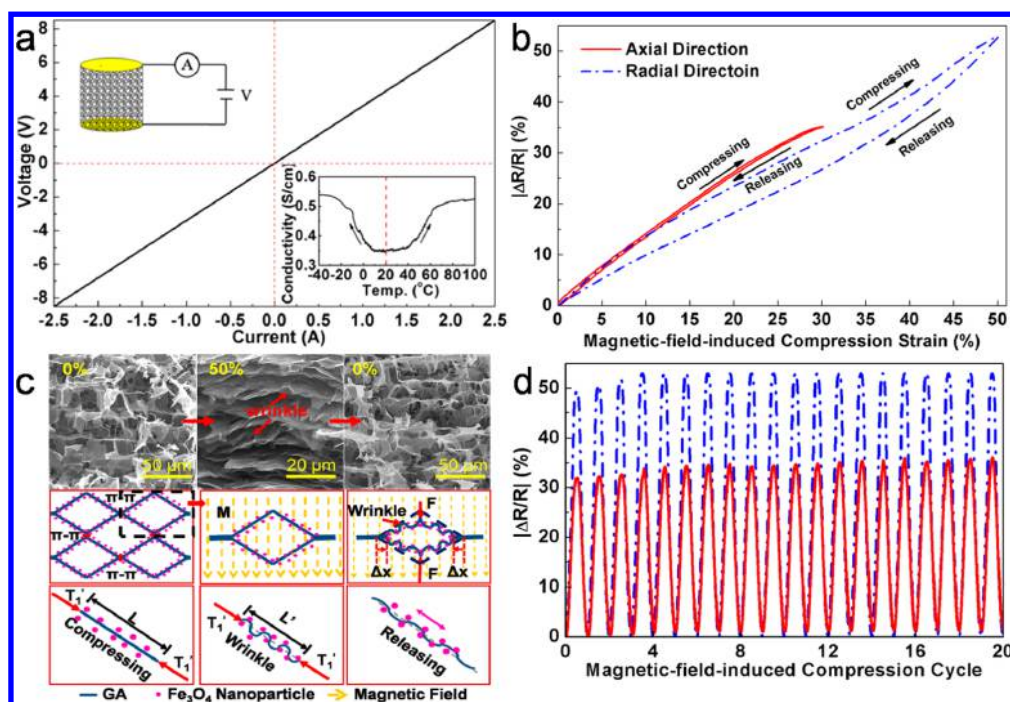 a
A
V
Voltage (V)
8
6
4
2
0
-2
-4
-6
-8
-2.5 -2.0 -1.5 -1.0 -0.5 0.0 0.5 1.0 1.5 2.0 2.5
Current (A)
Conductivity (S/cm)
0.6
0.5
0.4
0.3
-40 -20 0 20 40 60 80 100
Temp. (°C)
b
Axial Direction
Radial Directoin
Compressing
Releasing
Compressing
Releasing
|ΔR/R| (%)
50
40
30
20
10
0
0 5 10 15 20 25 30 35 40 45 50
Magnetic-field-induced Compression Strain (%)
c
0%
50 µm
50%
wrinkle
20 µm
0%
50 µm
π-π π-π
π-π
π-π
M
Wrinkle
F
F
Δx Δx
T₁'
L
Compressing
T₁'
T₁'
L'
Wrinkle
T₁'
Releasing
GA Fe₃O₄ Nanoparticle Magnetic Field
d
|ΔR/R| (%)
50
40
30
20
10
0
0 4 8 12 16 20
Magnetic-field-induced Compression Cycle